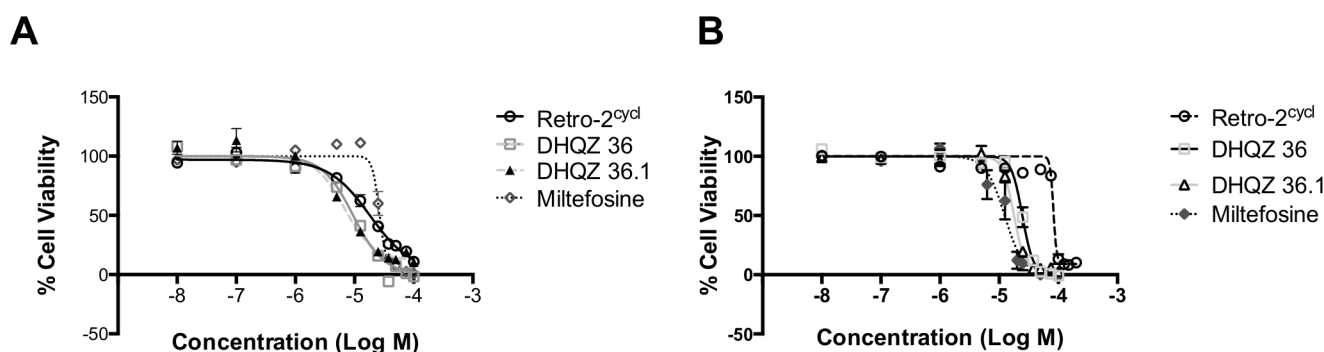 A
% Cell Viability
150
100
50
0
-50
-8
-7
-6
-5
-4
-3
Concentration (Log M)
Retro-2cycl
DHQZ 36
DHQZ 36.1
Miltefosine
B
% Cell Viability
150
100
50
0
-50
-8
-7
-6
-5
-4
-3
Concentration (Log M)
Retro-2cycl
DHQZ 36
DHQZ 36.1
Miltefosine